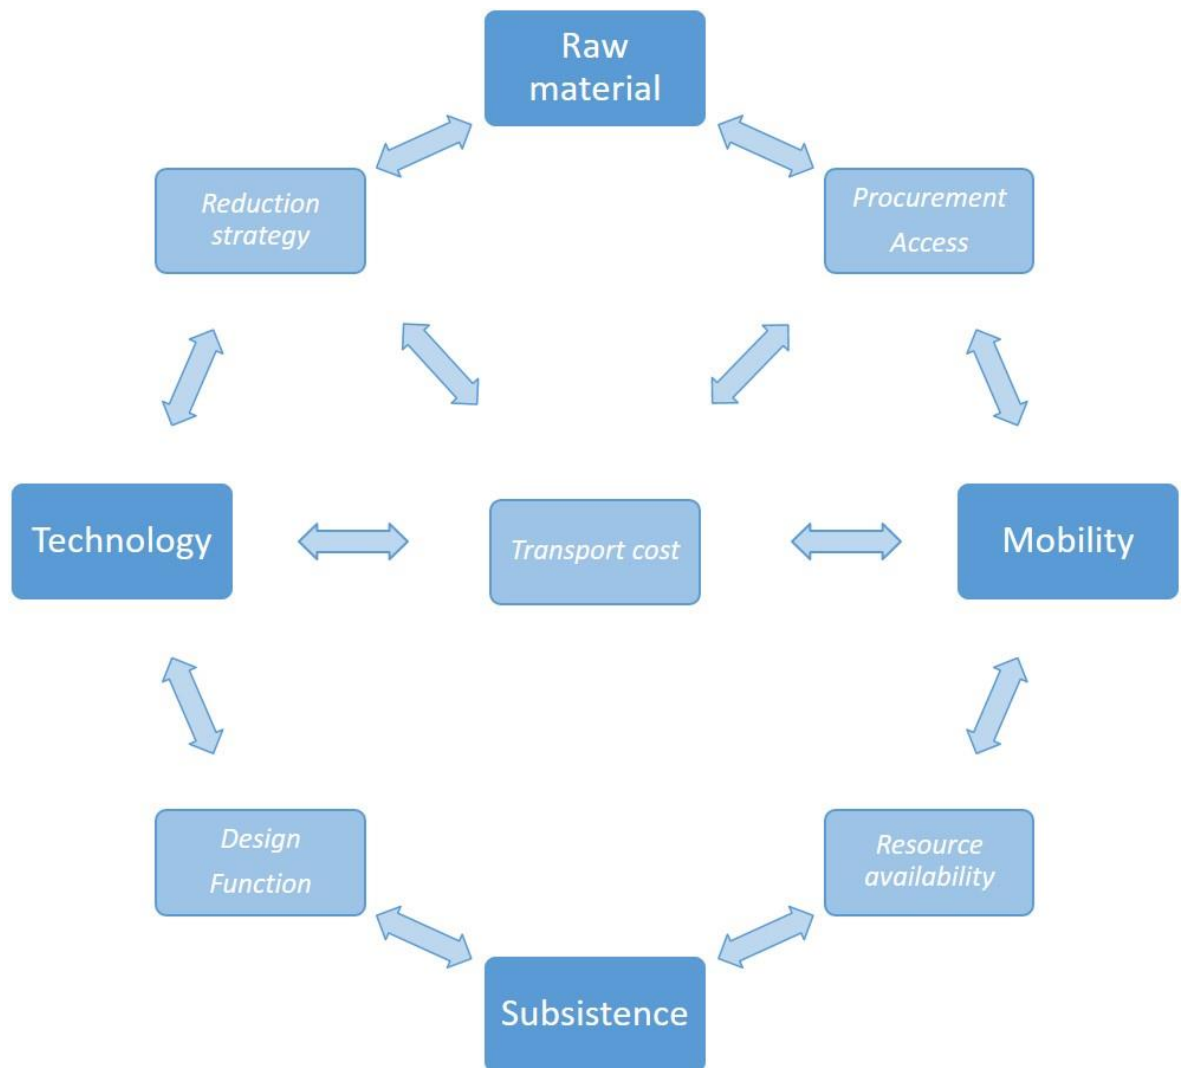 Raw
material
Reduction
strategy
Procurement
Access
Technology
Transport cost
Mobility
Design
Function
Resource
availability
Subsistence